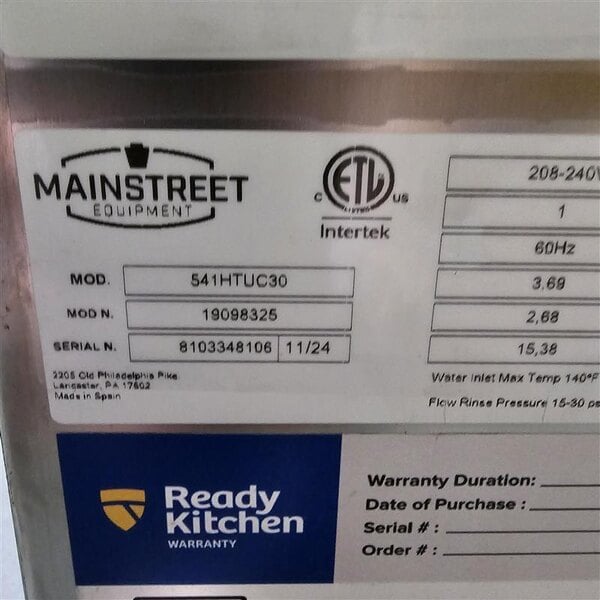 MAINSTREET
EQUIPMENT
C ETL US
LISTED
Intertek
MOD. 541HTUC30
MOD N. 19098325
SERIAL N. 8103348106 11/24
2205 Old Philadelphia Pike
Lancaster, PA 17602
Made in Spain
208-240V
1
60Hz
3,69
2,68
15,38
Water Inlet Max Temp 140°F
Flow Rinse Pressure 15-30 ps
Ready
Kitchen
WARRANTY
Warranty Duration:
Date of Purchase :
Serial # :
Order # :